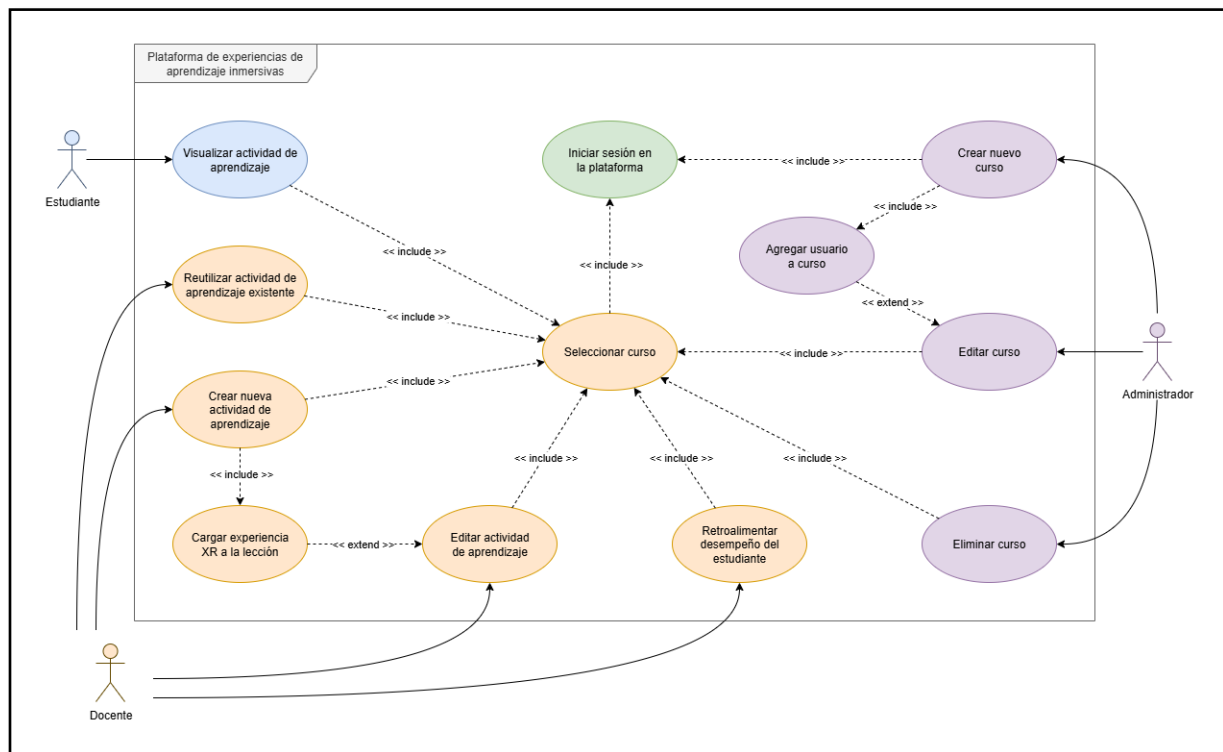 Plataforma de experiencias de
aprendizaje inmersivas
Estudiante
Visualizar actividad de
aprendizaje
Iniciar sesión en
la plataforma
<< include >>
Crear nuevo
curso
<< include >>
Agregar usuario
a curso
<< include >>
<< include >>
Reutilizar actividad de
aprendizaje existente
<< extend >>
<< include >>
Seleccionar curso
<< include >>
Editar curso
Administrador
<< include >>
Crear nueva
actividad de
aprendizaje
<< include >>
<< include >>
<< include >>
<< include >>
Cargar experiencia
XR a la lección
<< extend >>
Editar actividad
de aprendizaje
Retroalimentar
desempeño del
estudiante
Eliminar curso
Docente